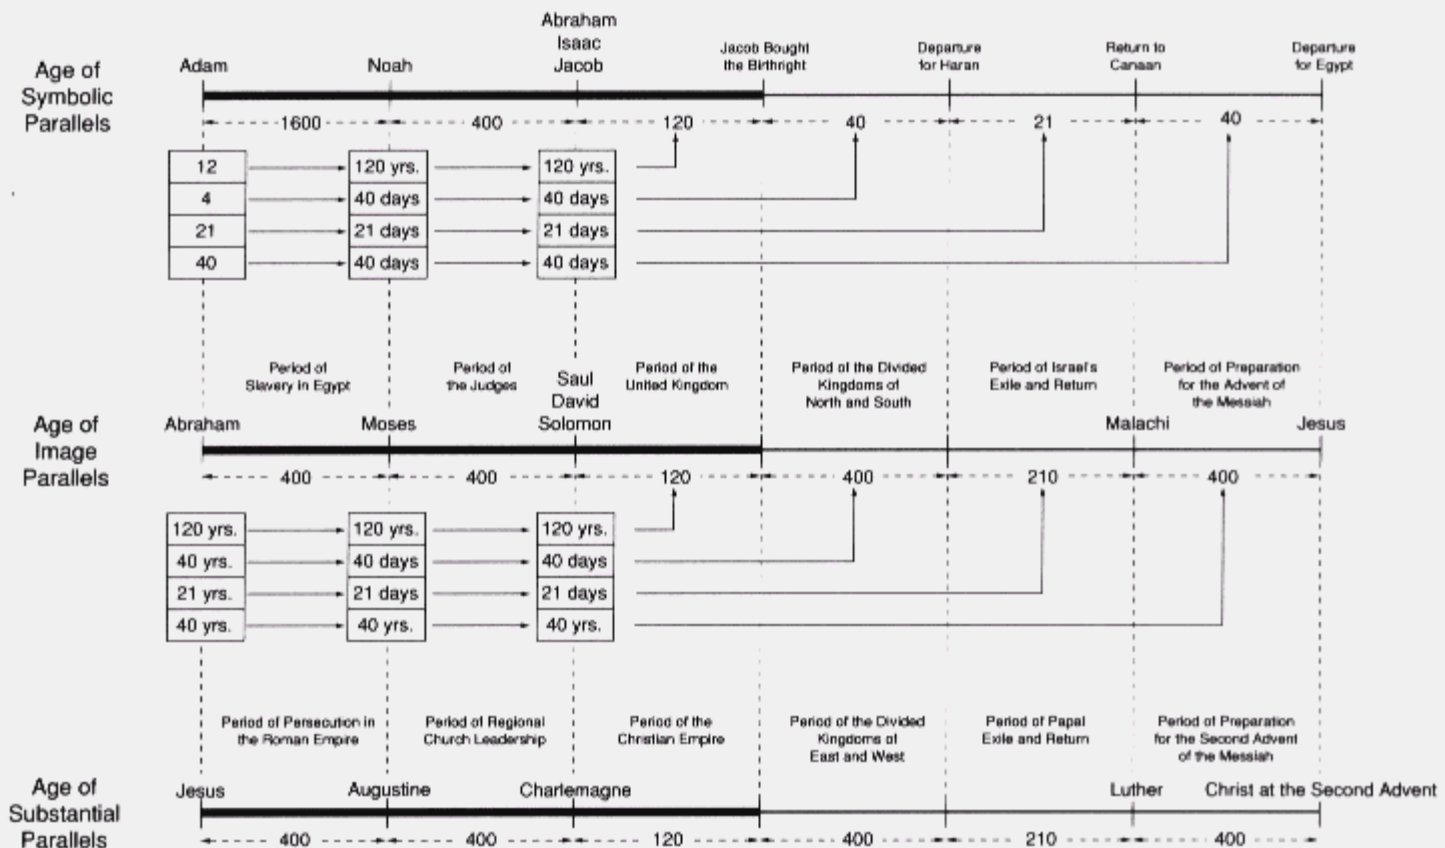 Abraham
Isaac
Jacob
Adam
Noah
Jacob Bought
the Birthright
Departure
for Haran
Return to
Canaan
Departure
for Egypt
Age of
Symbolic
Parallels
1600
400
120
40
21
40
12
120 yrs.
120 yrs.
4
40 days
40 days
21
21 days
21 days
40
40 days
40 days
Period of
Slavery in Egypt
Period of
the Judges
Period of the
United Kingdom
Period of the Divided
Kingdoms of
North and South
Period of Israel's
Exile and Return
Period of Preparation
for the Advent of
the Messiah
Age of
Image
Parallels
Abraham
Moses
Saul
David
Solomon
Malachi
Jesus
400
400
120
400
210
400
120 yrs.
120 yrs.
120 yrs.
40 yrs.
40 days
40 days
21 yrs.
21 days
21 days
40 yrs.
40 yrs.
40 yrs.
Period of Persecution in
the Roman Empire
Period of Regional
Church Leadership
Period of the
Christian Empire
Period of the Divided
Kingdoms of
East and West
Period of Papal
Exile and Return
Period of Preparation
for the Second Advent
of the Messiah
Age of
Substantial
Parallels
Jesus
Augustine
Charlemagne
Luther
Christ at the Second Advent
400
400
120
400
210
400